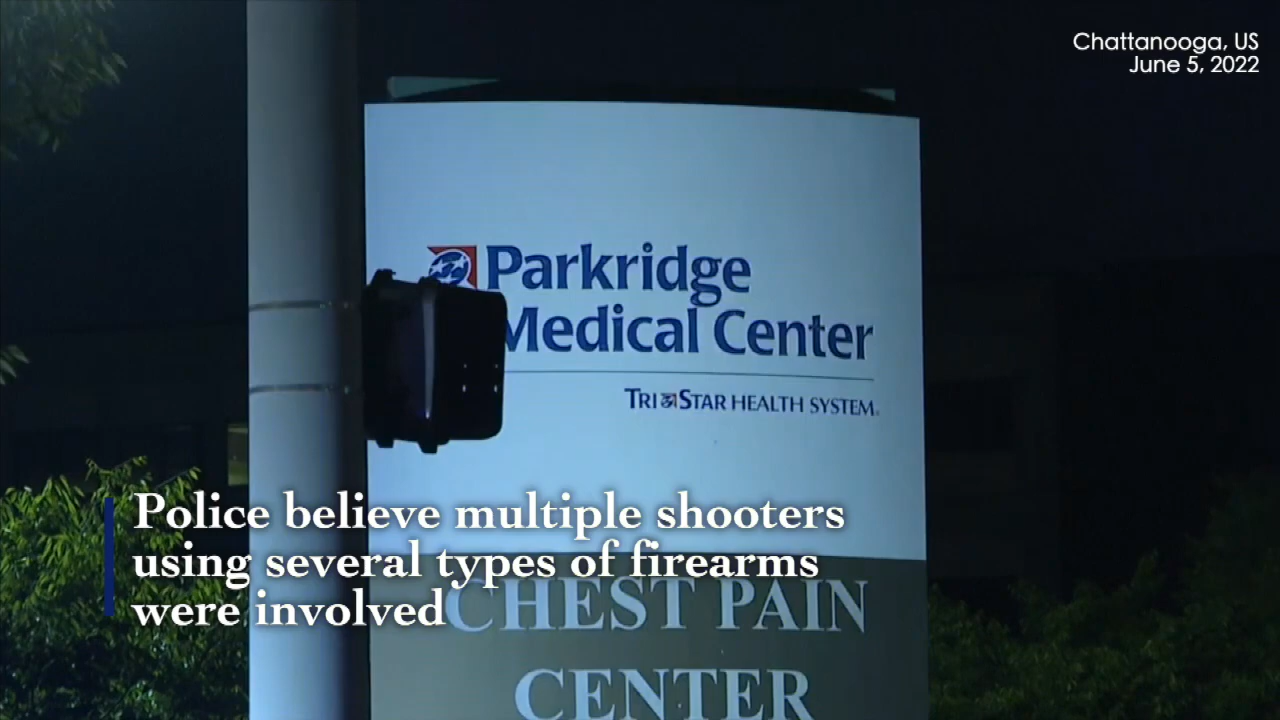 Chattanooga, US
June 5, 2022
Parkridge
Medical Center
TRISTAR HEALTH SYSTEM.
Police believe multiple shooters
using several types of firearms
were involved
CHEST PAIN
CENTER